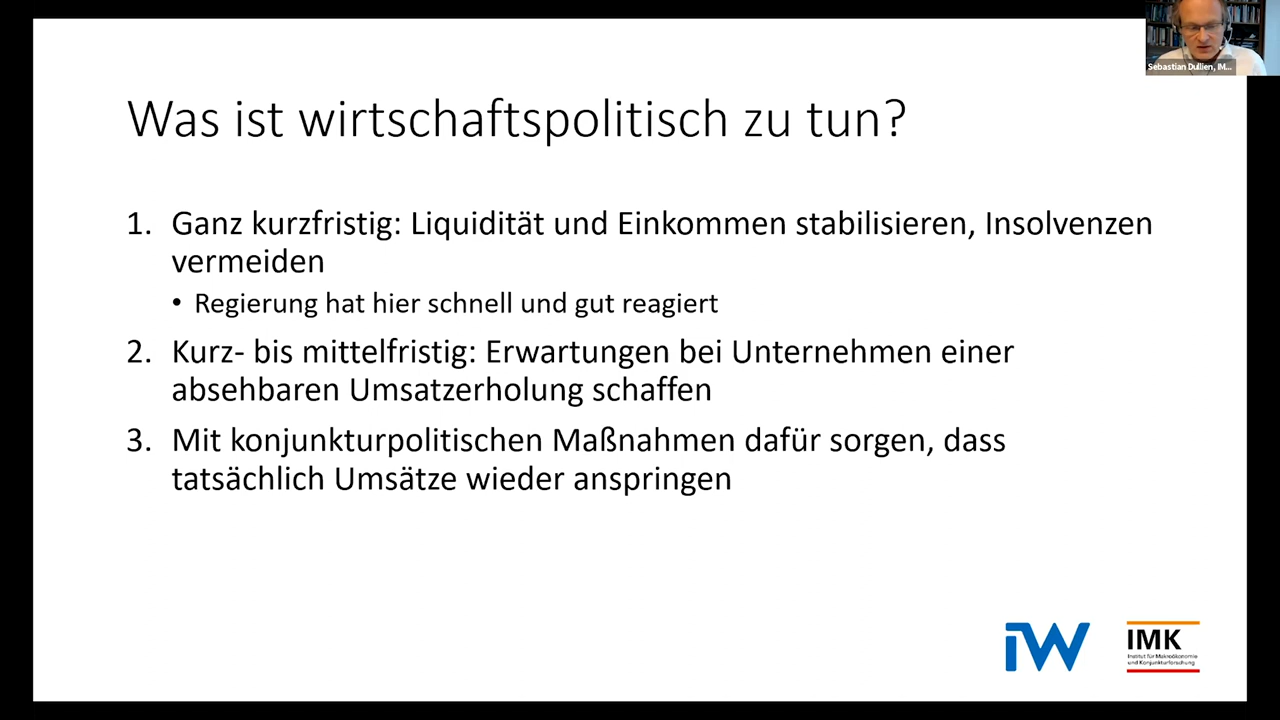 Sebastian Dullien, IM...
Was ist wirtschaftspolitisch zu tun?
1. Ganz kurzfristig: Liquidität und Einkommen stabilisieren, Insolvenzen
vermeiden
• Regierung hat hier schnell und gut reagiert
2. Kurz- bis mittelfristig: Erwartungen bei Unternehmen einer
absehbaren Umsatzerholung schaffen
3. Mit konjunkturpolitischen Maßnahmen dafür sorgen, dass
tatsächlich Umsätze wieder anspringen
iW
IMK
Institut für Makroökonomie
und Konjunkturforschung